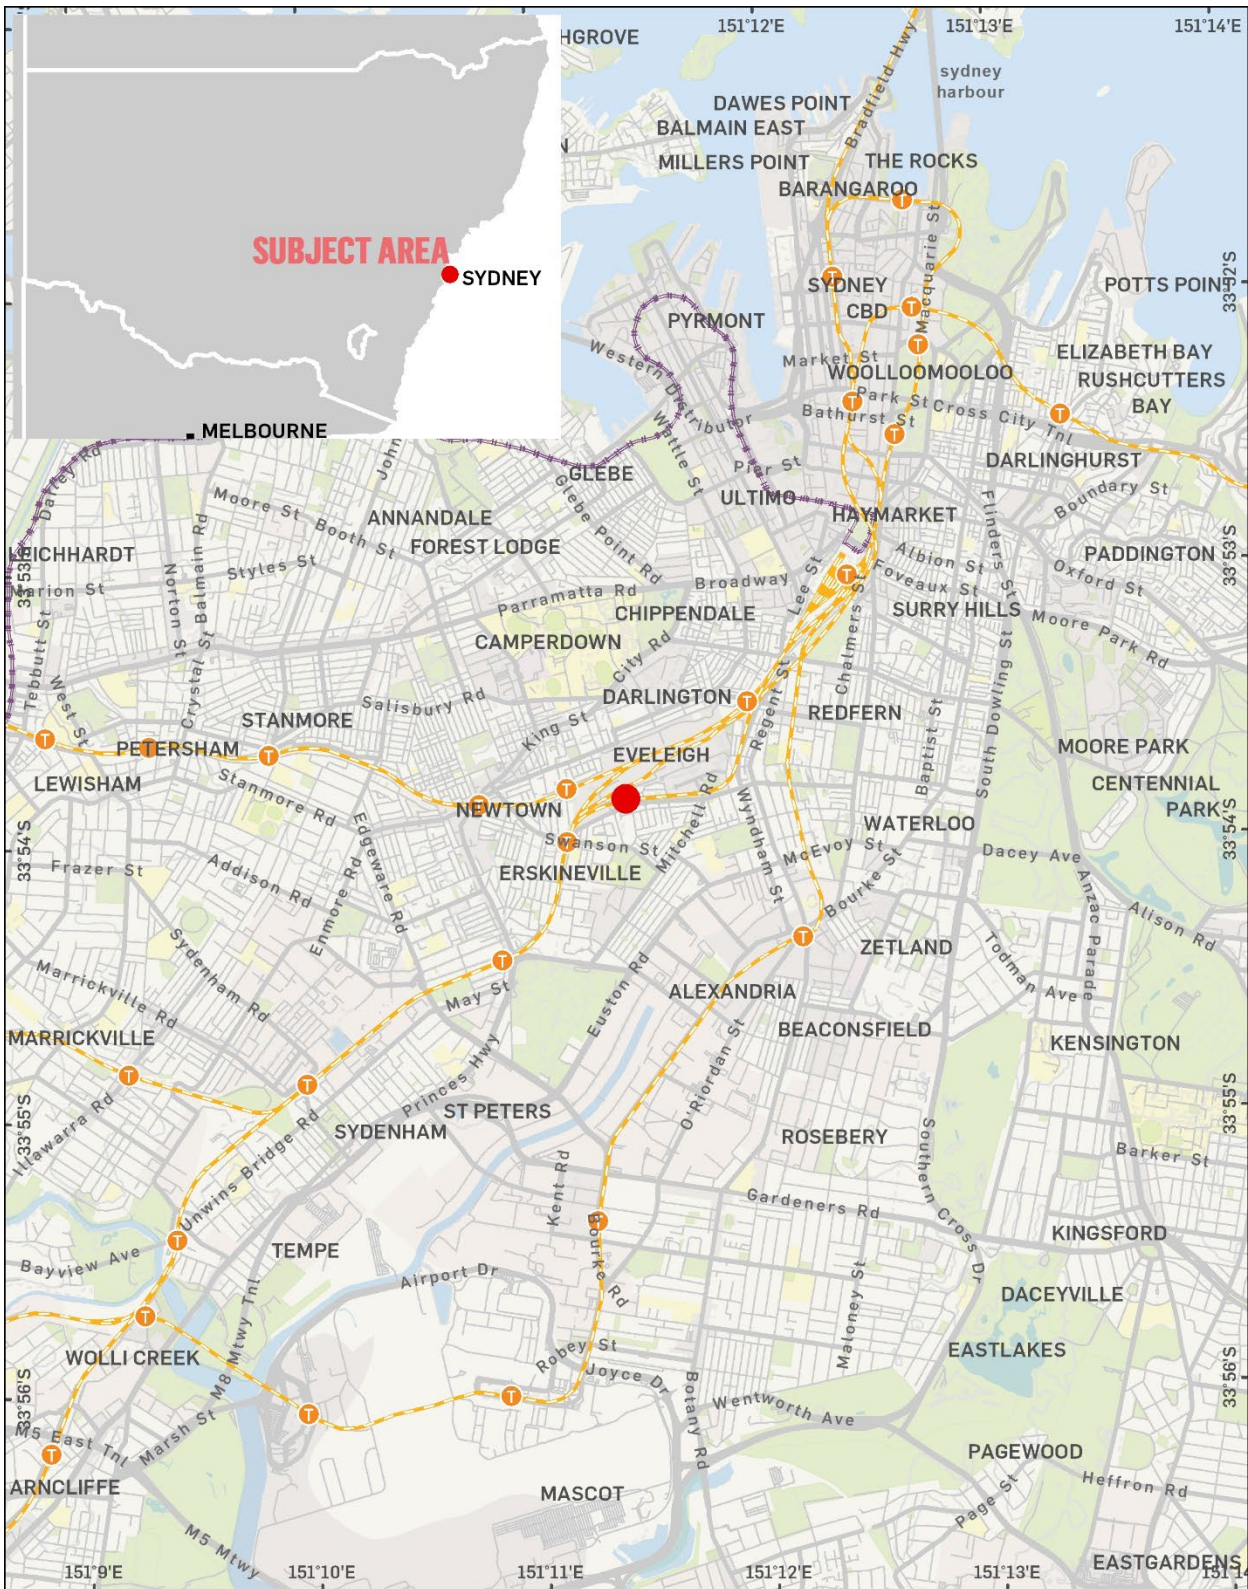 151°12'E
151°13'E
151°14'E
HGROVE
Bradfield Hwy
sydney
harbour
DAWES POINT
BALMAIN EAST
N
MILLERS POINT
THE ROCKS
BARANGAROO
T
Macquarie St
SUBJECT AREA
SYDNEY
T
SYDNEY
CBD
T
POTTS POINT
33°52'S
PYRMONT
T
Western Distributor
Market St
WOOLLOOMOOLOO
ELIZABETH BAY
RUSHCUTTERS
BAY
T
Park St
Cross City Tnl
T
Bathurst St
T
MELBOURNE
Dalley Rd
John
Wattle St
GLEBE
Pier St
DARLINGHURST
Glebe Point Rd
ULTIMO
Boundary St
Moore St
Booth St
Balmain Rd
ANNANDALE
HAYMARKET
Flinders St
FOREST LODGE
LEICHHARDT
33°53'S
Styles St
Albion St
PADDINGTON
33°53'S
Marion St
Norton St
Broadway
Lee St
T
Foveaux St
Oxford St
Parramatta Rd
CHIPPENDALE
SURRY HILLS
Moore Park Rd
Tebbutt St
CAMPERDOWN
City Rd
Chalmers St
Crystal St
West St
Salisbury Rd
DARLINGTON
T
Regent St
South Dowling St
STANMORE
REDFERN
Baptist St
T
PETERSHAM
T
T
King St
EVELEIGH
MOORE PARK
LEWISHAM
CENTENNIAL
PARK
Stanmore Rd
T
NEWTOWN
T
Mitchell Rd
Wyndham St
WATERLOO
33°54'S
33°54'S
Edgeware Rd
T
Swanson St
McEvoy St
Dacey Ave
Frazer St
Addison Rd
ERSKINEVILLE
Bourke St
Anzac Parade
Enmore Rd
Alison Rd
Sydenham Rd
T
ZETLAND
Todman Ave
Marrickville Rd
T
May St
Euston Rd
ALEXANDRIA
MARRICKVILLE
BEACONSFIELD
KENSINGTON
T
T
Princes Hwy
O'Riordan St
33°55'S
33°55'S
Illawarra Rd
ST PETERS
SYDENHAM
ROSEBERY
Southern Cross Dr
Barker St
Unwins Bridge Rd
Kent Rd
Gardeners Rd
T
T
Bourke Rd
KINGSFORD
Bayview Ave
TEMPE
Airport Dr
DACEYVILLE
T
M8 Mtwy Tnl
Maloney St
WOLLI CREEK
Robey St
EASTLAKES
Joyce Dr
33°56'S
33°56'S
T
T
Botany Rd
Wentworth Ave
M5 East Tnl
Marsh St
T
PAGEWOOD
ARNCLIFFE
MASCOT
Page St
Heffron Rd
M5 Mtwy
EASTGARDENS
151°9'E
151°10'E
151°11'E
151°12'E
151°13'E
151°14